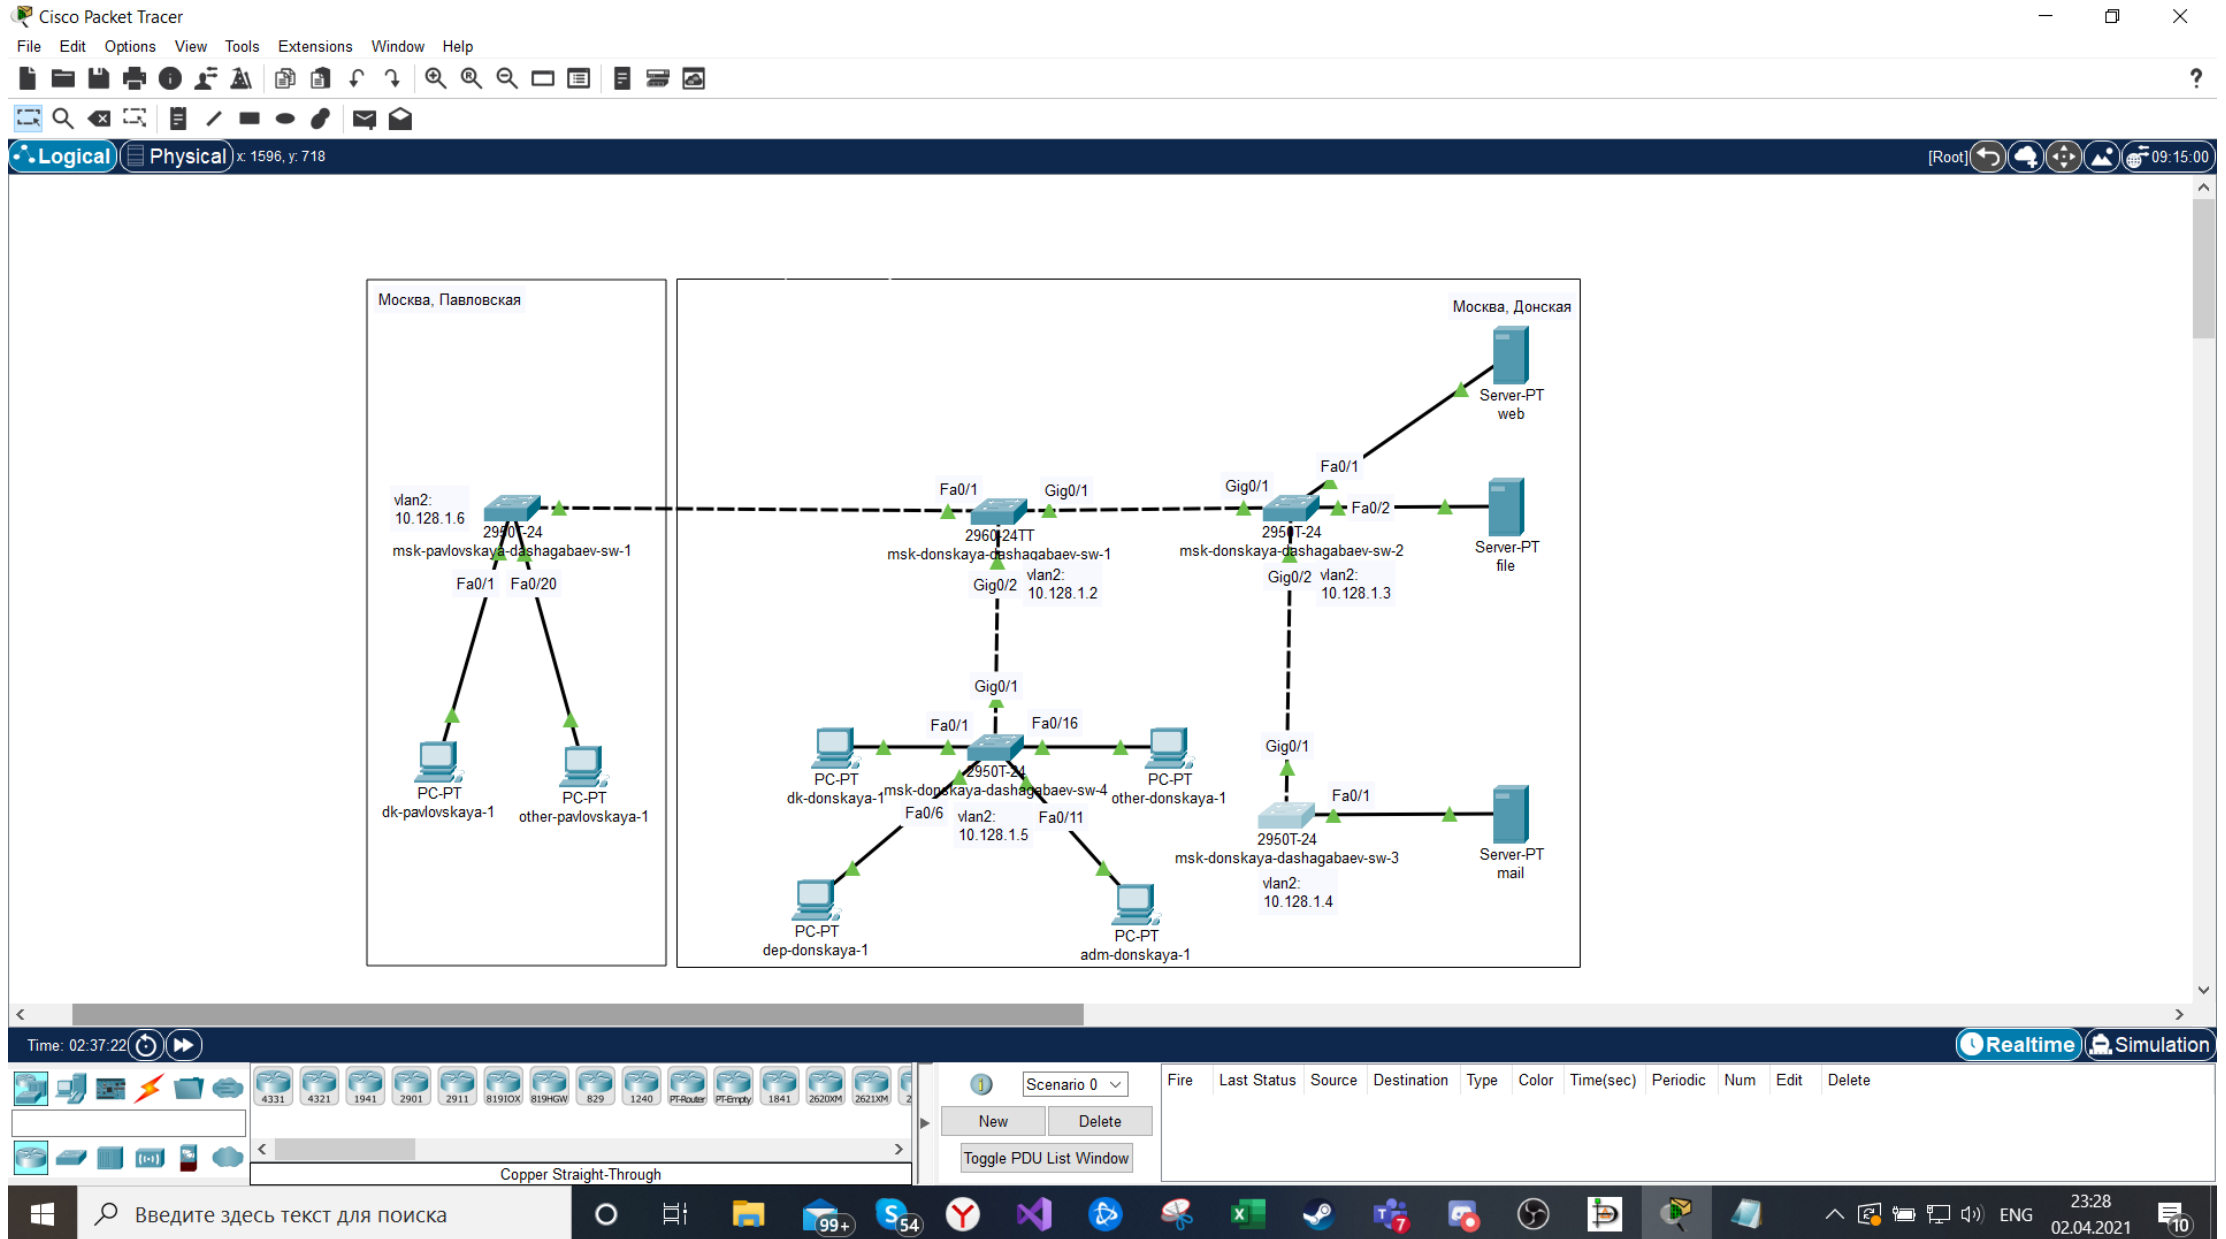 Cisco Packet Tracer
File Edit Options View Tools Extensions Window Help
?
Logical Physical x: 1596, y: 718 [Root] 09:15:00
Москва, Павловская
Москва, Донская
Server-PT
web
Fa0/1
Fa0/1 Gig0/1 Gig0/1
vlan2:
10.128.1.6
Fa0/2
2950T-24
msk-pavlovskaya-dashagabaev-sw-1
2960-24TT
msk-donskaya-dashagabaev-sw-1
2950T-24
msk-donskaya-dashagabaev-sw-2
Server-PT
file
Fa0/1 Fa0/20
Gig0/2
vlan2:
10.128.1.2
Gig0/2
vlan2:
10.128.1.3
Gig0/1
Fa0/1 Fa0/16
Gig0/1
PC-PT
dk-pavlovskaya-1
PC-PT
other-pavlovskaya-1
PC-PT
dk-donskaya-1
2950T-24
msk-donskaya-dashagabaev-sw-4
PC-PT
other-donskaya-1
Fa0/6
vlan2:
10.128.1.5
Fa0/11
Fa0/1
2950T-24
msk-donskaya-dashagabaev-sw-3
Server-PT
mail
vlan2:
10.128.1.4
PC-PT
dep-donskaya-1
PC-PT
adm-donskaya-1
Time: 02:37:22 Realtime Simulation
4331 4321 1941 2901 2911 819IOX 819HGW 829 1240 PT-Router PT-Empty 1841 2620XM 2621XM 2
Copper Straight-Through
Scenario 0
New Delete
Toggle PDU List Window
Fire Last Status Source Destination Type Color Time(sec) Periodic Num Edit Delete
Введите здесь текст для поиска
99+ 54 7 ENG 23:28
02.04.2021 10